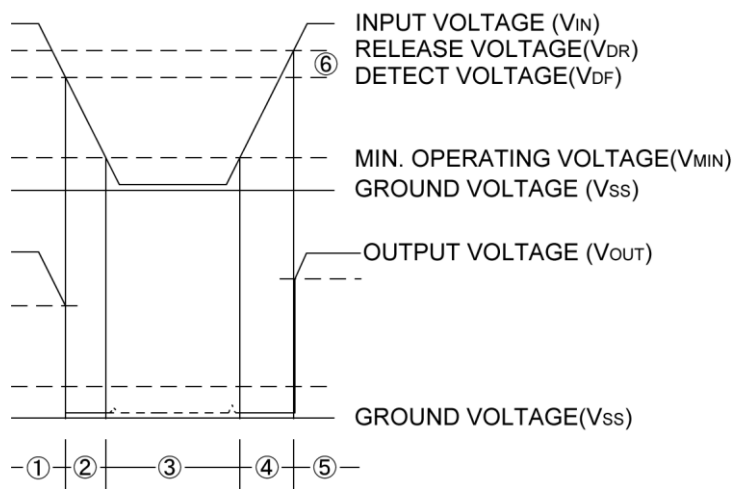 INPUT VOLTAGE (VIN)
RELEASE VOLTAGE(VDR)
⑥
DETECT VOLTAGE(VDF)
MIN. OPERATING VOLTAGE(VMIN)
GROUND VOLTAGE (VSS)
OUTPUT VOLTAGE (VOUT)
GROUND VOLTAGE(VSS)
① ② ③ ④ ⑤